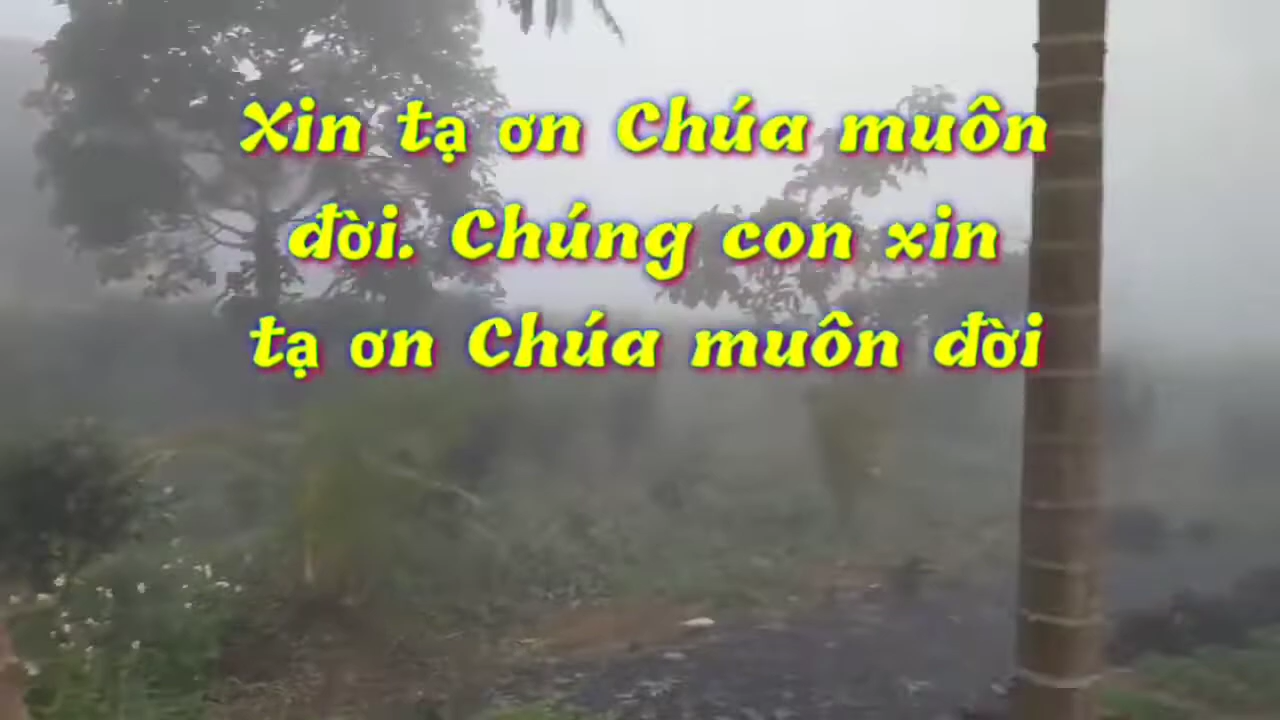 Xin tạ ơn Chúa muôn
đời. Chúng con xin
tạ ơn Chúa muôn đời